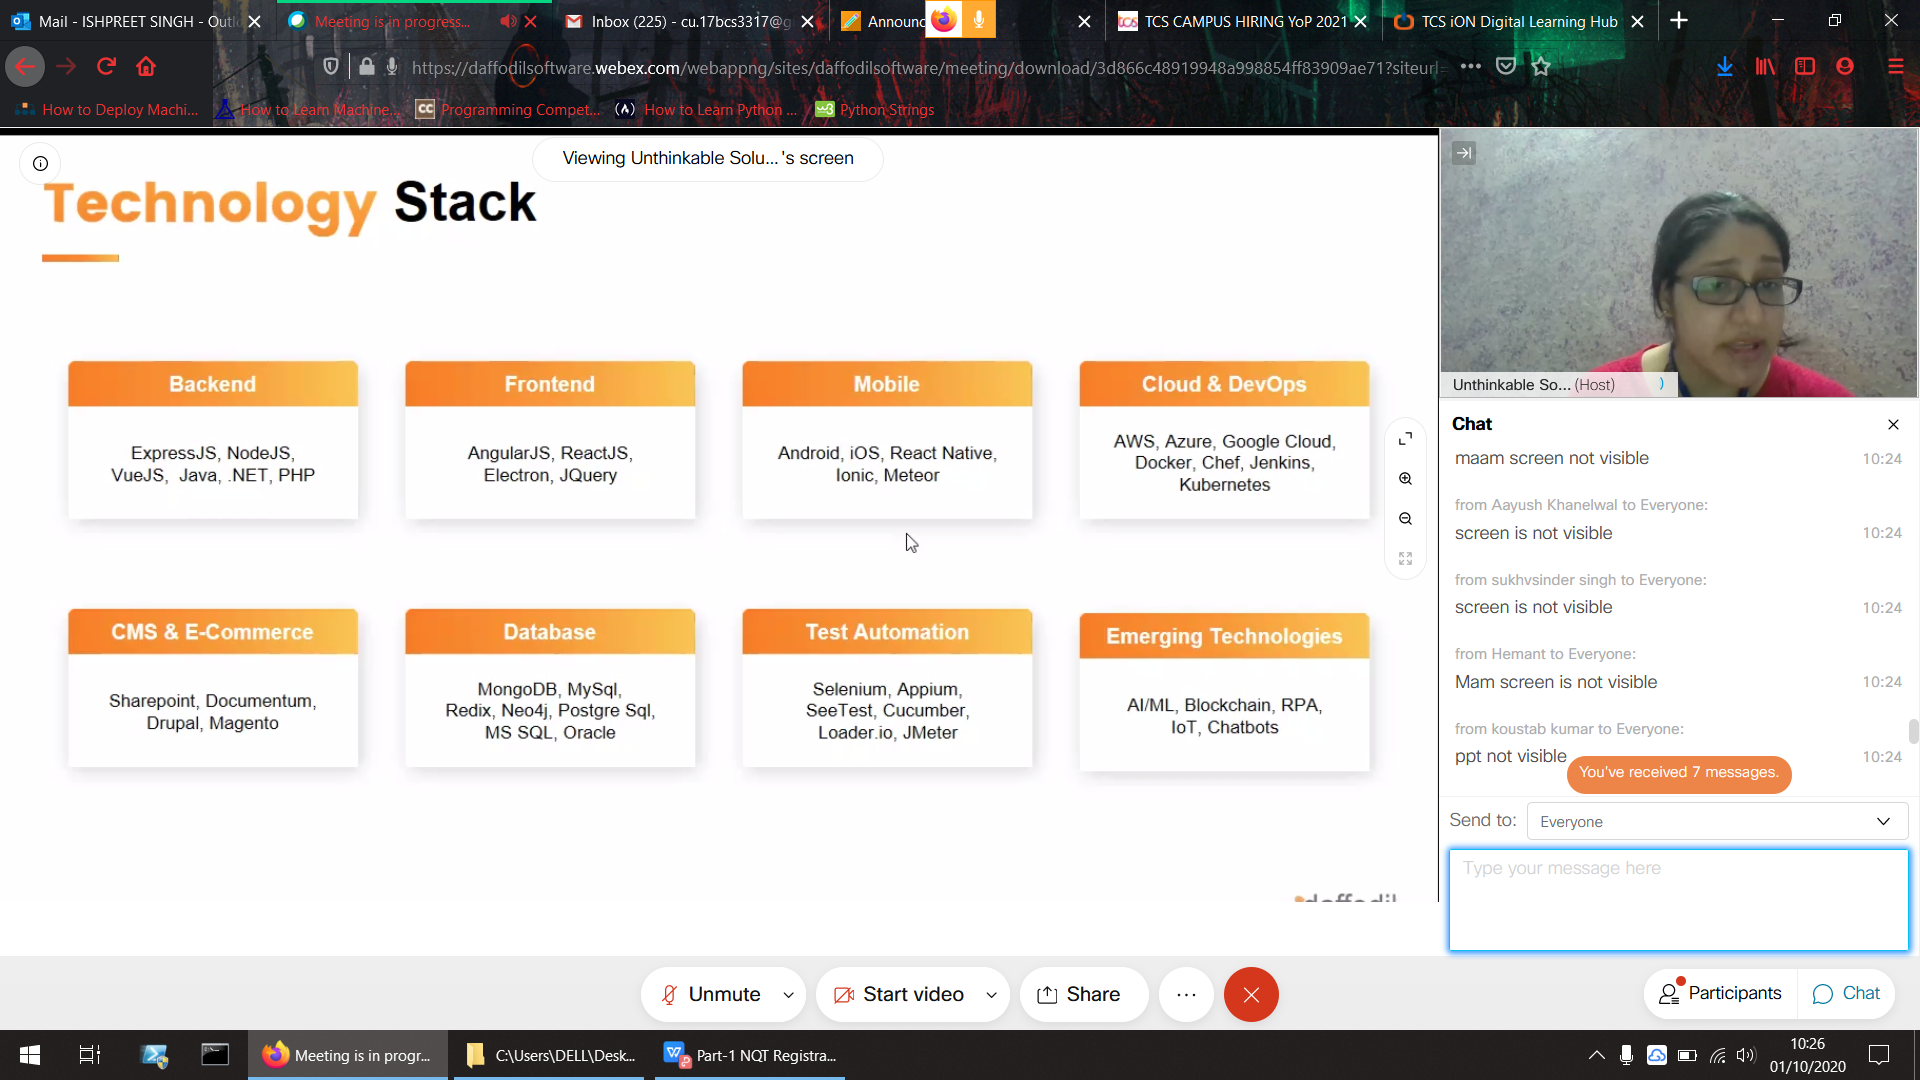 Mail - ISHPREET SINGH - Outl
Meeting is in progress...
Inbox (225) - cu.17bcs3317@g
Announc
TCS CAMPUS HIRING YoP 2021
TCS iON Digital Learning Hub
https://daffodilsoftware.webex.com/webappng/sites/daffodilsoftware/meeting/download/3d866c48919948a998854ff83909ae71?siteurl=
How to Deploy Machi...
How to Learn Machine...
CC Programming Compet...
How to Learn Python ...
w3 Python Strings
Viewing Unthinkable Solu...'s screen
Technology Stack
Backend
ExpressJS, NodeJS,
VueJS, Java, .NET, PHP
Frontend
AngularJS, ReactJS,
Electron, JQuery
Mobile
Android, iOS, React Native,
Ionic, Meteor
Cloud & DevOps
AWS, Azure, Google Cloud,
Docker, Chef, Jenkins,
Kubernetes
CMS & E-Commerce
Sharepoint, Documentum,
Drupal, Magento
Database
MongoDB, MySql,
Redix, Neo4j, Postgre Sql,
MS SQL, Oracle
Test Automation
Selenium, Appium,
SeeTest, Cucumber,
Loader.io, JMeter
Emerging Technologies
AI/ML, Blockchain, RPA,
IoT, Chatbots
daffodil
Unthinkable So... (Host)
Chat
maam screen not visible 10:24
from Aayush Khanelwal to Everyone:
screen is not visible 10:24
from sukhvsinder singh to Everyone:
screen is not visible 10:24
from Hemant to Everyone:
Mam screen is not visible 10:24
from koustab kumar to Everyone:
ppt not visible 10:24
You've received 7 messages.
Send to: Everyone
Type your message here
Unmute
Start video
Share
Participants
Chat
Meeting is in progr...
C:\Users\DELL\Desk...
Part-1 NQT Registra...
10:26
01/10/2020